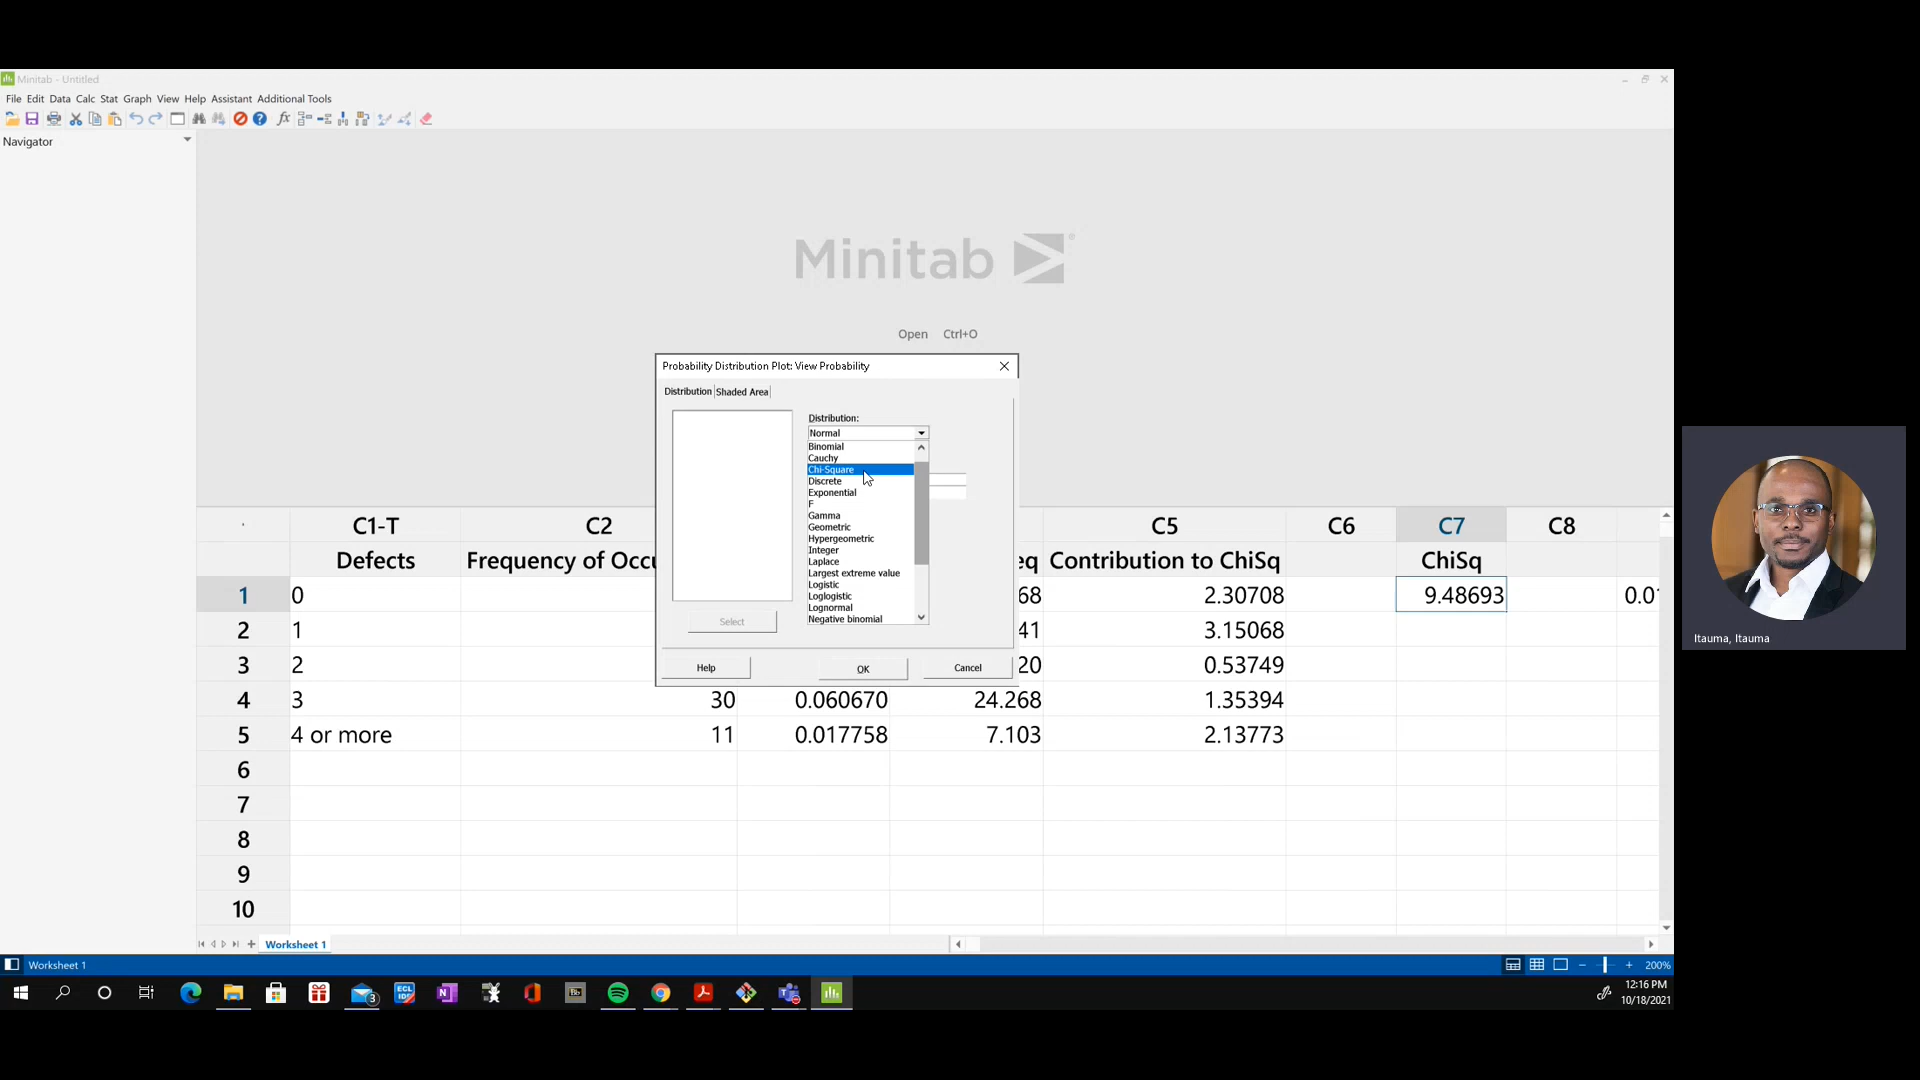 Minitab - Untitled
File Edit Data Calc Stat Graph View Help Assistant Additional Tools
Navigator
Minitab
Open Ctrl+O
Probability Distribution Plot: View Probability
Distribution Shaded Area
Distribution:
Normal
Binomial
Cauchy
Chi-Square
Discrete
Exponential
F
Gamma
Geometric
Hypergeometric
Integer
Laplace
Largest extreme value
Logistic
Loglogistic
Lognormal
Negative binomial
Select
Help OK Cancel
C1-T C2 C5 C6 C7 C8
Defects Frequency of Occu eq Contribution to ChiSq ChiSq
1 0 68 2.30708 9.48693 0.01
2 1 41 3.15068
3 2 20 0.53749
4 3 30 0.060670 24.268 1.35394
5 4 or more 11 0.017758 7.103 2.13773
6
7
8
9
10
Worksheet 1
Worksheet 1 200%
12:16 PM
10/18/2021
Itauma, Itauma